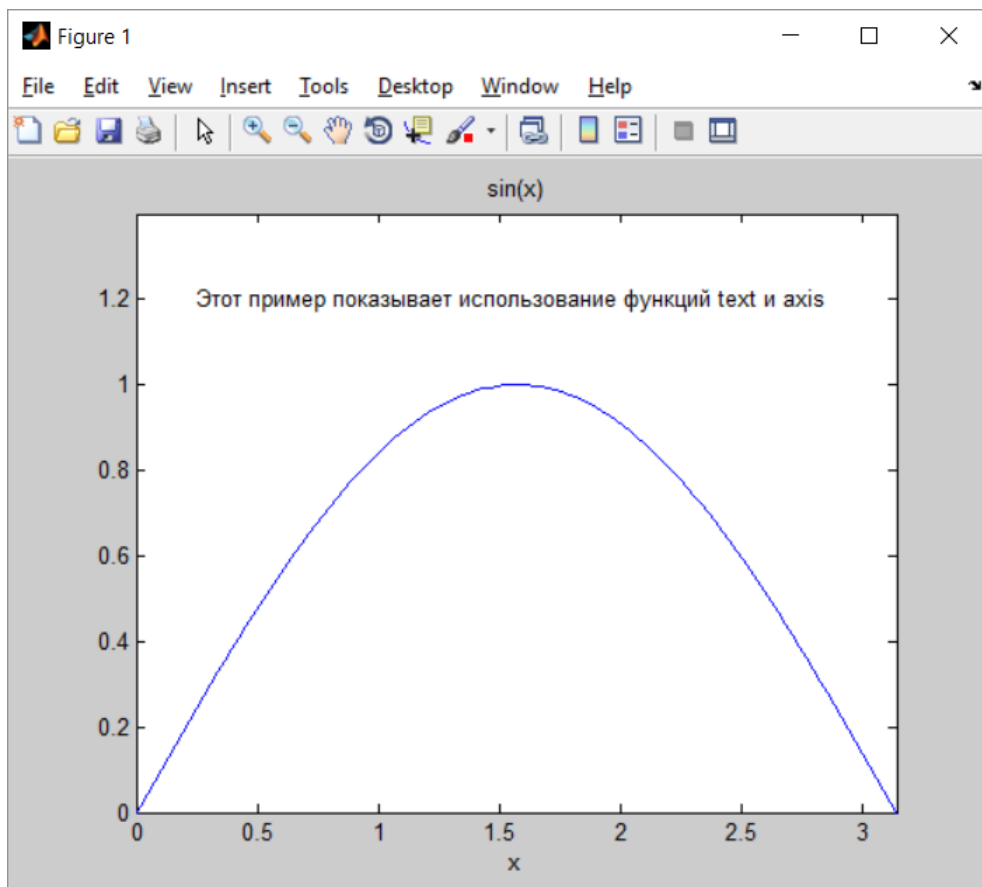 Figure 1
File Edit View Insert Tools Desktop Window Help
sin(x)
1.2
Этот пример показывает использование функций text и axis
1
0.8
0.6
0.4
0.2
0
0 0.5 1 1.5 2 2.5 3
x